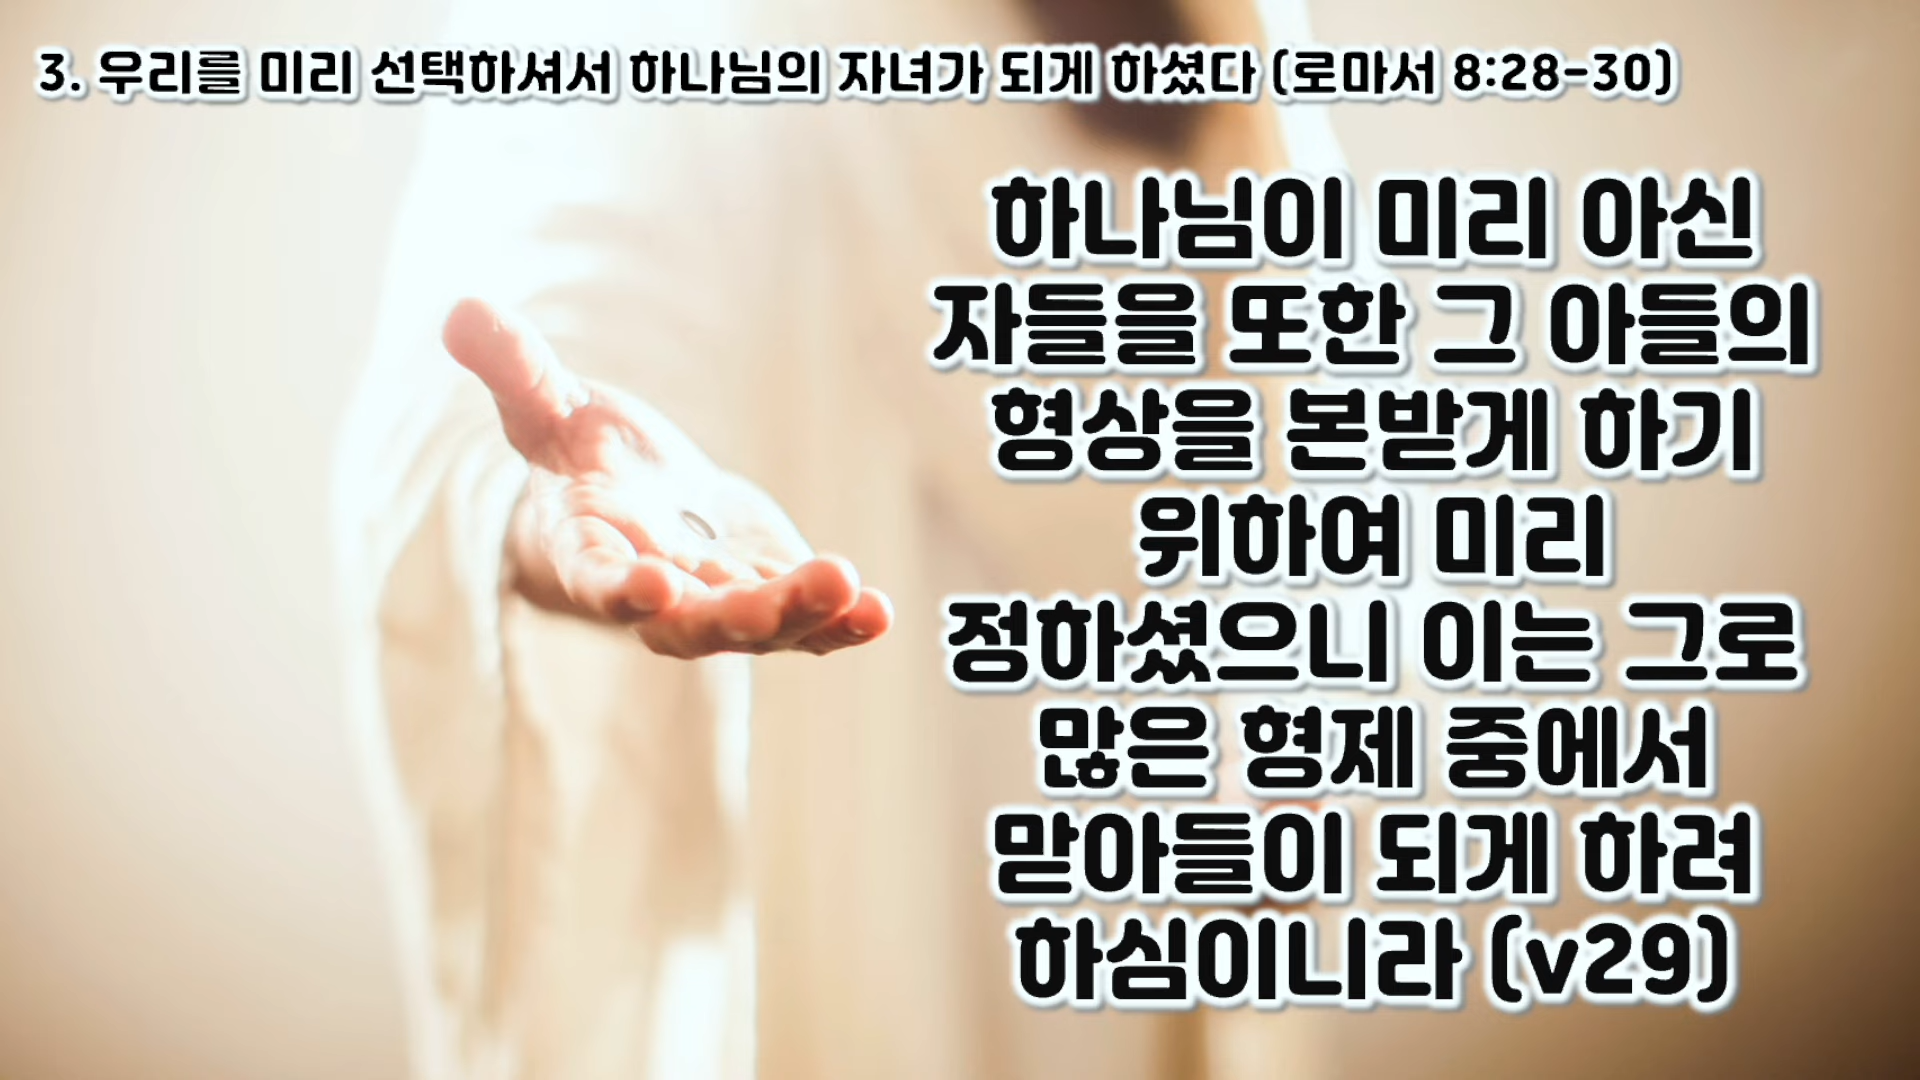 3. 우리를 미리 선택하셔서 하나님의 자녀가 되게 하셨다 (로마서 8:28-30)
하나님이 미리 아신
자들을 또한 그 아들의
형상을 본받게 하기
위하여 미리
정하셨으니 이는 그로
많은 형제 중에서
맏아들이 되게 하려
하심이니라 (v29)